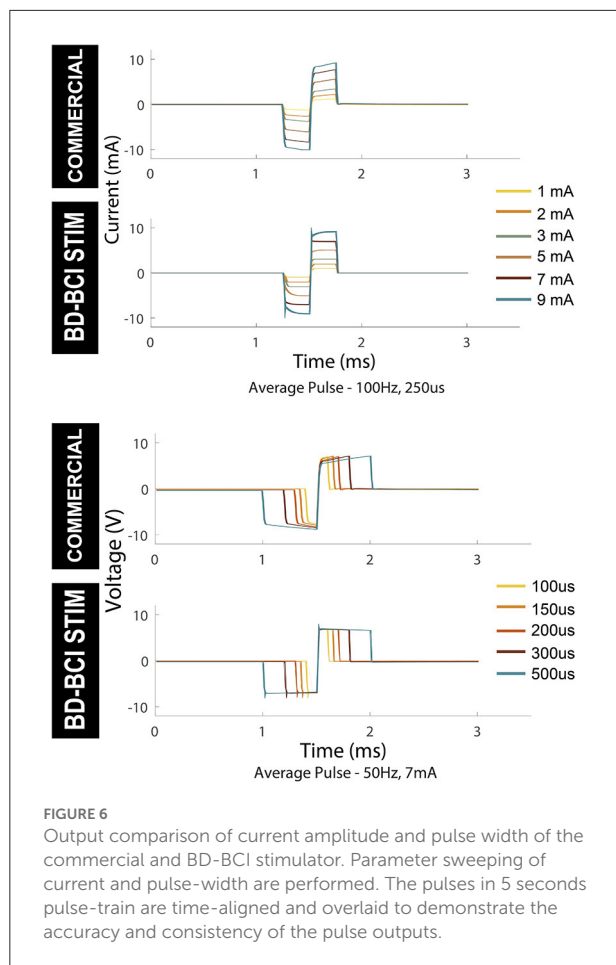 COMMERCIAL
BD-BCI STIM
Current (mA)
10
0
-10
0
1
2
3
10
0
-10
0
1
2
3
1 mA
2 mA
3 mA
5 mA
7 mA
9 mA
Time (ms)
Average Pulse - 100Hz, 250us
COMMERCIAL
BD-BCI STIM
Voltage (V)
10
0
-10
0
1
2
3
10
0
-10
0
1
2
3
100us
150us
200us
300us
500us
Time (ms)
Average Pulse - 50Hz, 7mA
FIGURE 6
Output comparison of current amplitude and pulse width of the
commercial and BD-BCI stimulator. Parameter sweeping of
current and pulse-width are performed. The pulses in 5 seconds
pulse-train are time-aligned and overlaid to demonstrate the
accuracy and consistency of the pulse outputs.